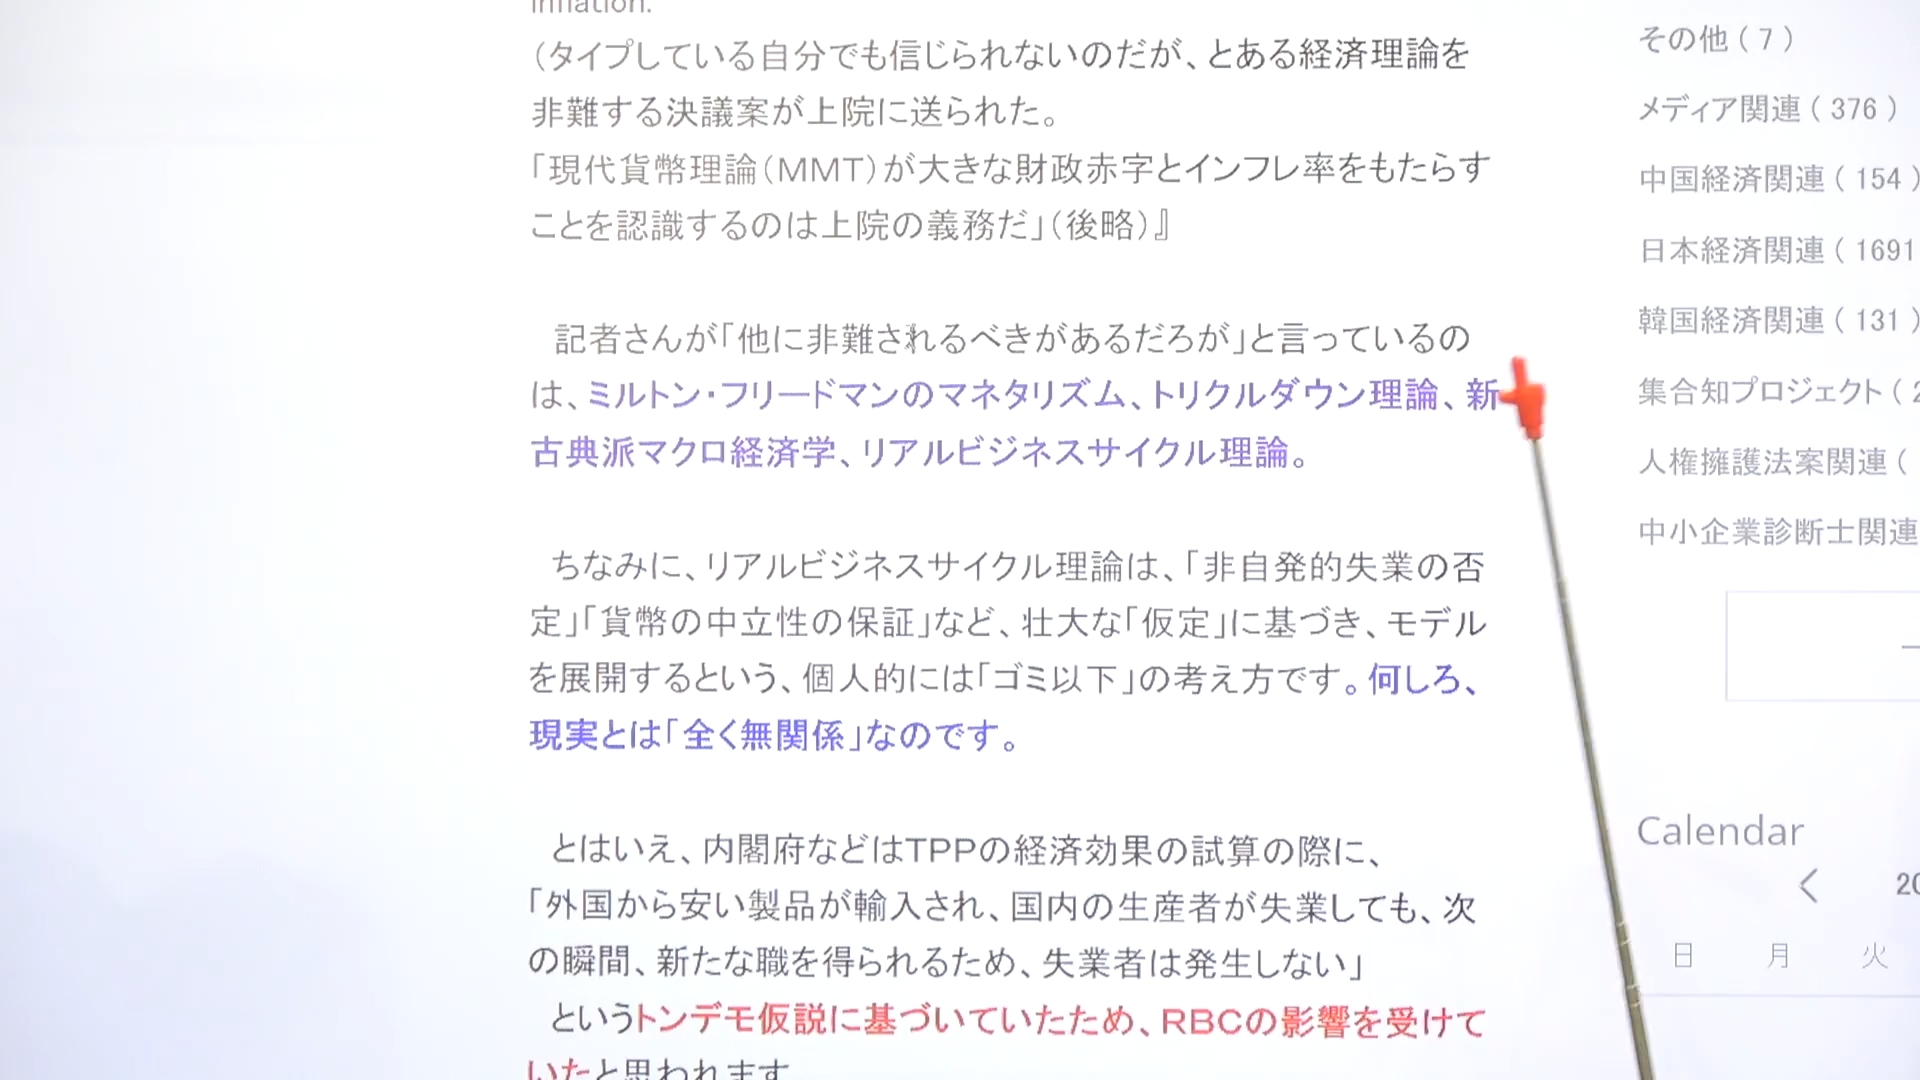 inflation.
（タイプしている自分でも信じられないのだが、とある経済理論を
非難する決議案が上院に送られた。
「現代貨幣理論（MMT）が大きな財政赤字とインフレ率をもたらす
ことを認識するのは上院の義務だ」（後略）』
記者さんが「他に非難されるべきがあるだろが」と言っているの
は、ミルトン・フリードマンのマネタリズム、トリクルダウン理論、新
古典派マクロ経済学、リアルビジネスサイクル理論。
ちなみに、リアルビジネスサイクル理論は、「非自発的失業の否
定」「貨幣の中立性の保証」など、壮大な「仮定」に基づき、モデル
を展開するという、個人的には「ゴミ以下」の考え方です。何しろ、
現実とは「全く無関係」なのです。
とはいえ、内閣府などはTPPの経済効果の試算の際に、
「外国から安い製品が輸入され、国内の生産者が失業しても、次
の瞬間、新たな職を得られるため、失業者は発生しない」
というトンデモ仮説に基づいていたため、RBCの影響を受けて
いたと思われます
その他 ( 7 )
メディア関連 ( 376 )
中国経済関連 ( 154 )
日本経済関連 ( 1691
韓国経済関連 ( 131 )
集合知プロジェクト ( 2
人権擁護法案関連 (
中小企業診断士関連
Calendar
< 20
日 月 火